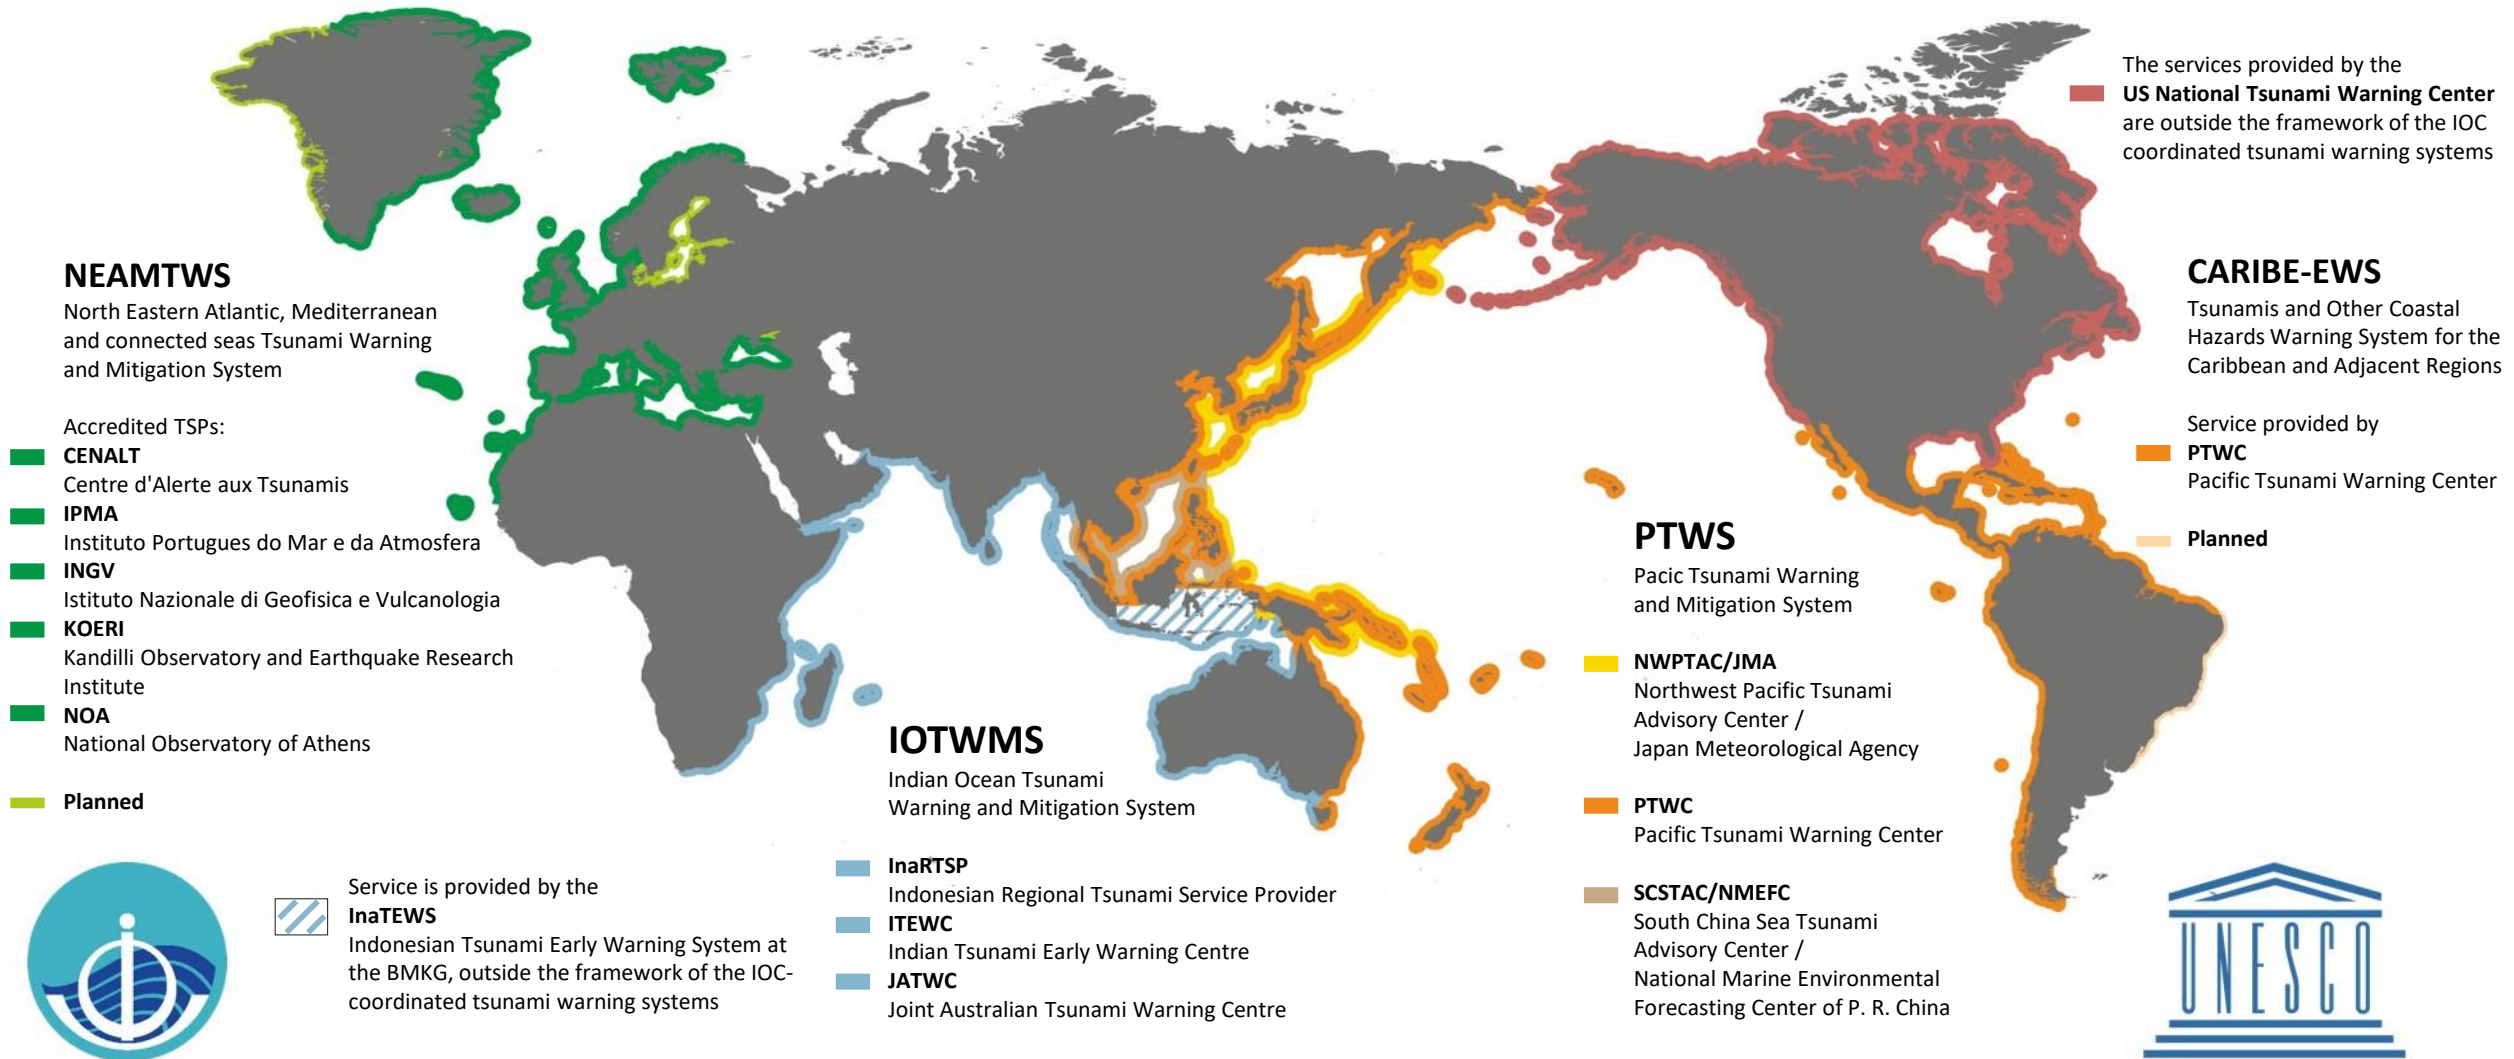 NEAMTWS
North Eastern Atlantic, Mediterranean
and connected seas Tsunami Warning
and Mitigation System
Accredited TSPs:
CENALT
Centre d'Alerte aux Tsunamis
IPMA
Instituto Portugues do Mar e da Atmosfera
INGV
Istituto Nazionale di Geofisica e Vulcanologia
KOERI
Kandilli Observatory and Earthquake Research
Institute
NOA
National Observatory of Athens
Planned
Service is provided by the
InaTEWS
Indonesian Tsunami Early Warning System at
the BMKG, outside the framework of the IOC-
coordinated tsunami warning systems
IOTWMS
Indian Ocean Tsunami
Warning and Mitigation System
InaRTSP
Indonesian Regional Tsunami Service Provider
ITEWC
Indian Tsunami Early Warning Centre
JATWC
Joint Australian Tsunami Warning Centre
PTWS
Pacic Tsunami Warning
and Mitigation System
NWPTAC/JMA
Northwest Pacific Tsunami
Advisory Center /
Japan Meteorological Agency
PTWC
Pacific Tsunami Warning Center
SCSTAC/NMEFC
South China Sea Tsunami
Advisory Center /
National Marine Environmental
Forecasting Center of P. R. China
The services provided by the
US National Tsunami Warning Center
are outside the framework of the IOC
coordinated tsunami warning systems
CARIBE-EWS
Tsunamis and Other Coastal
Hazards Warning System for the
Caribbean and Adjacent Regions
Service provided by
PTWC
Pacific Tsunami Warning Center
Planned
UNESCO